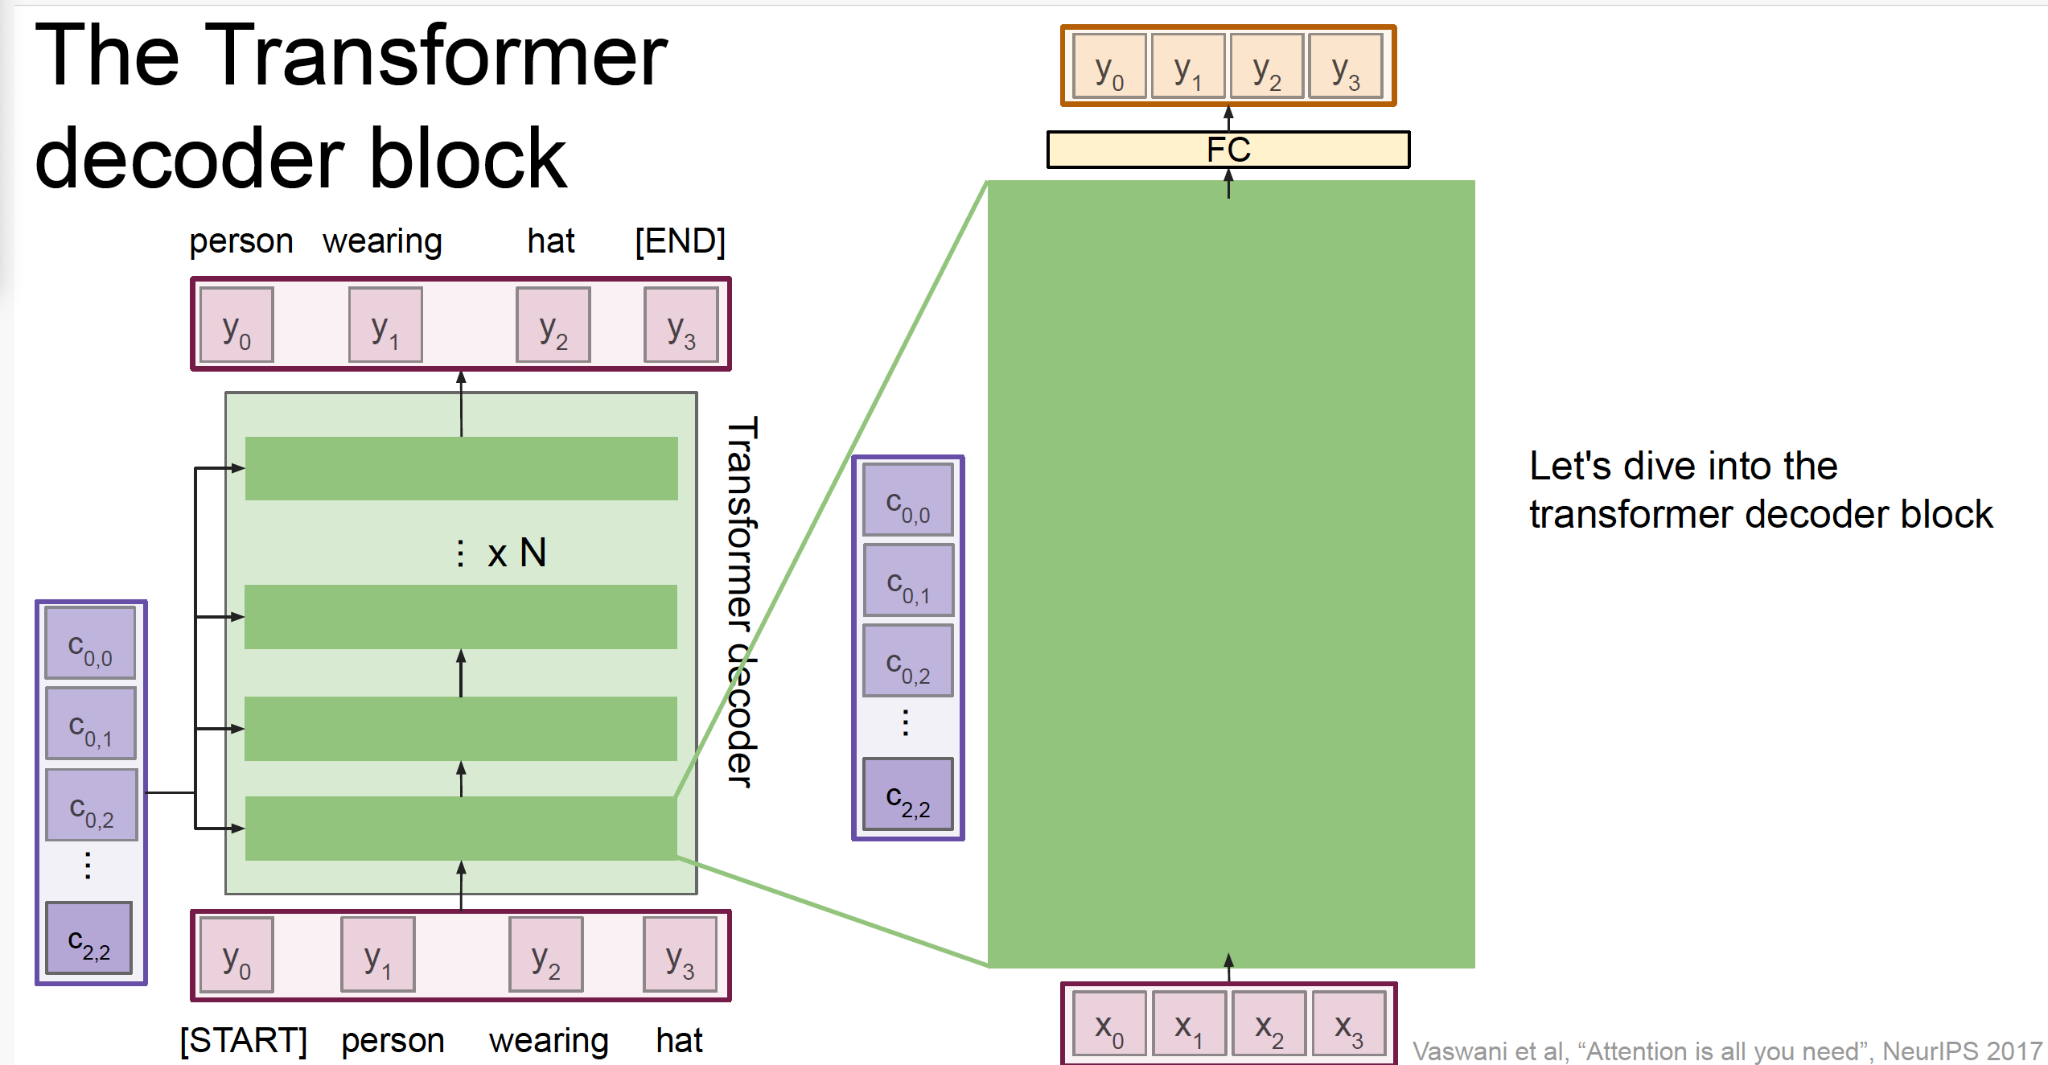 The Transformer
decoder block
person wearing hat [END]
y0 y1 y2 y3
Transformer decoder
⋮ x N
c0,0
c0,1
c0,2
⋮
c2,2
y0 y1 y2 y3
[START] person wearing hat
y0 y1 y2 y3
FC
c0,0
c0,1
c0,2
⋮
c2,2
x0 x1 x2 x3
Let's dive into the
transformer decoder block
Vaswani et al, “Attention is all you need”, NeurIPS 2017